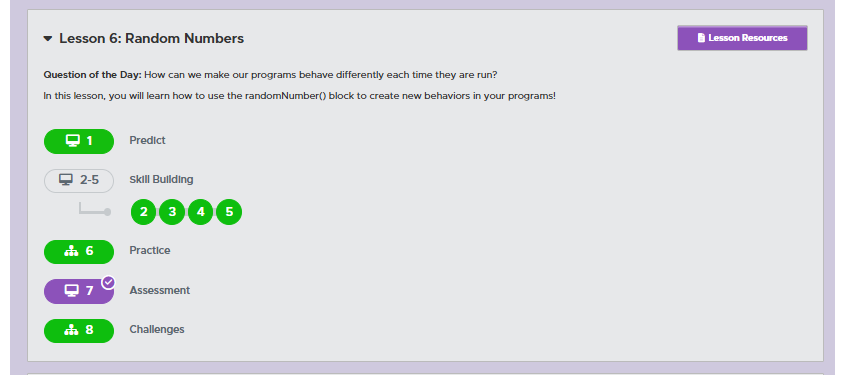 Lesson 6: Random Numbers
Lesson Resources
Question of the Day: How can we make our programs behave differently each time they are run?
In this lesson, you will learn how to use the randomNumber() block to create new behaviors in your programs!
1 Predict
2-5 Skill Building
2 3 4 5
6 Practice
7 Assessment
8 Challenges